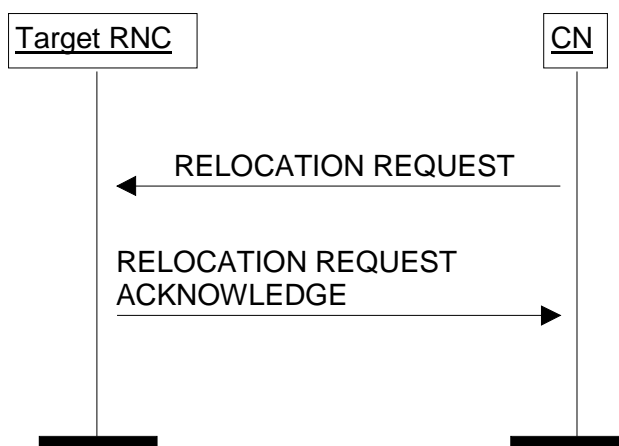 Target RNC
CN
RELOCATION REQUEST
RELOCATION REQUEST
ACKNOWLEDGE